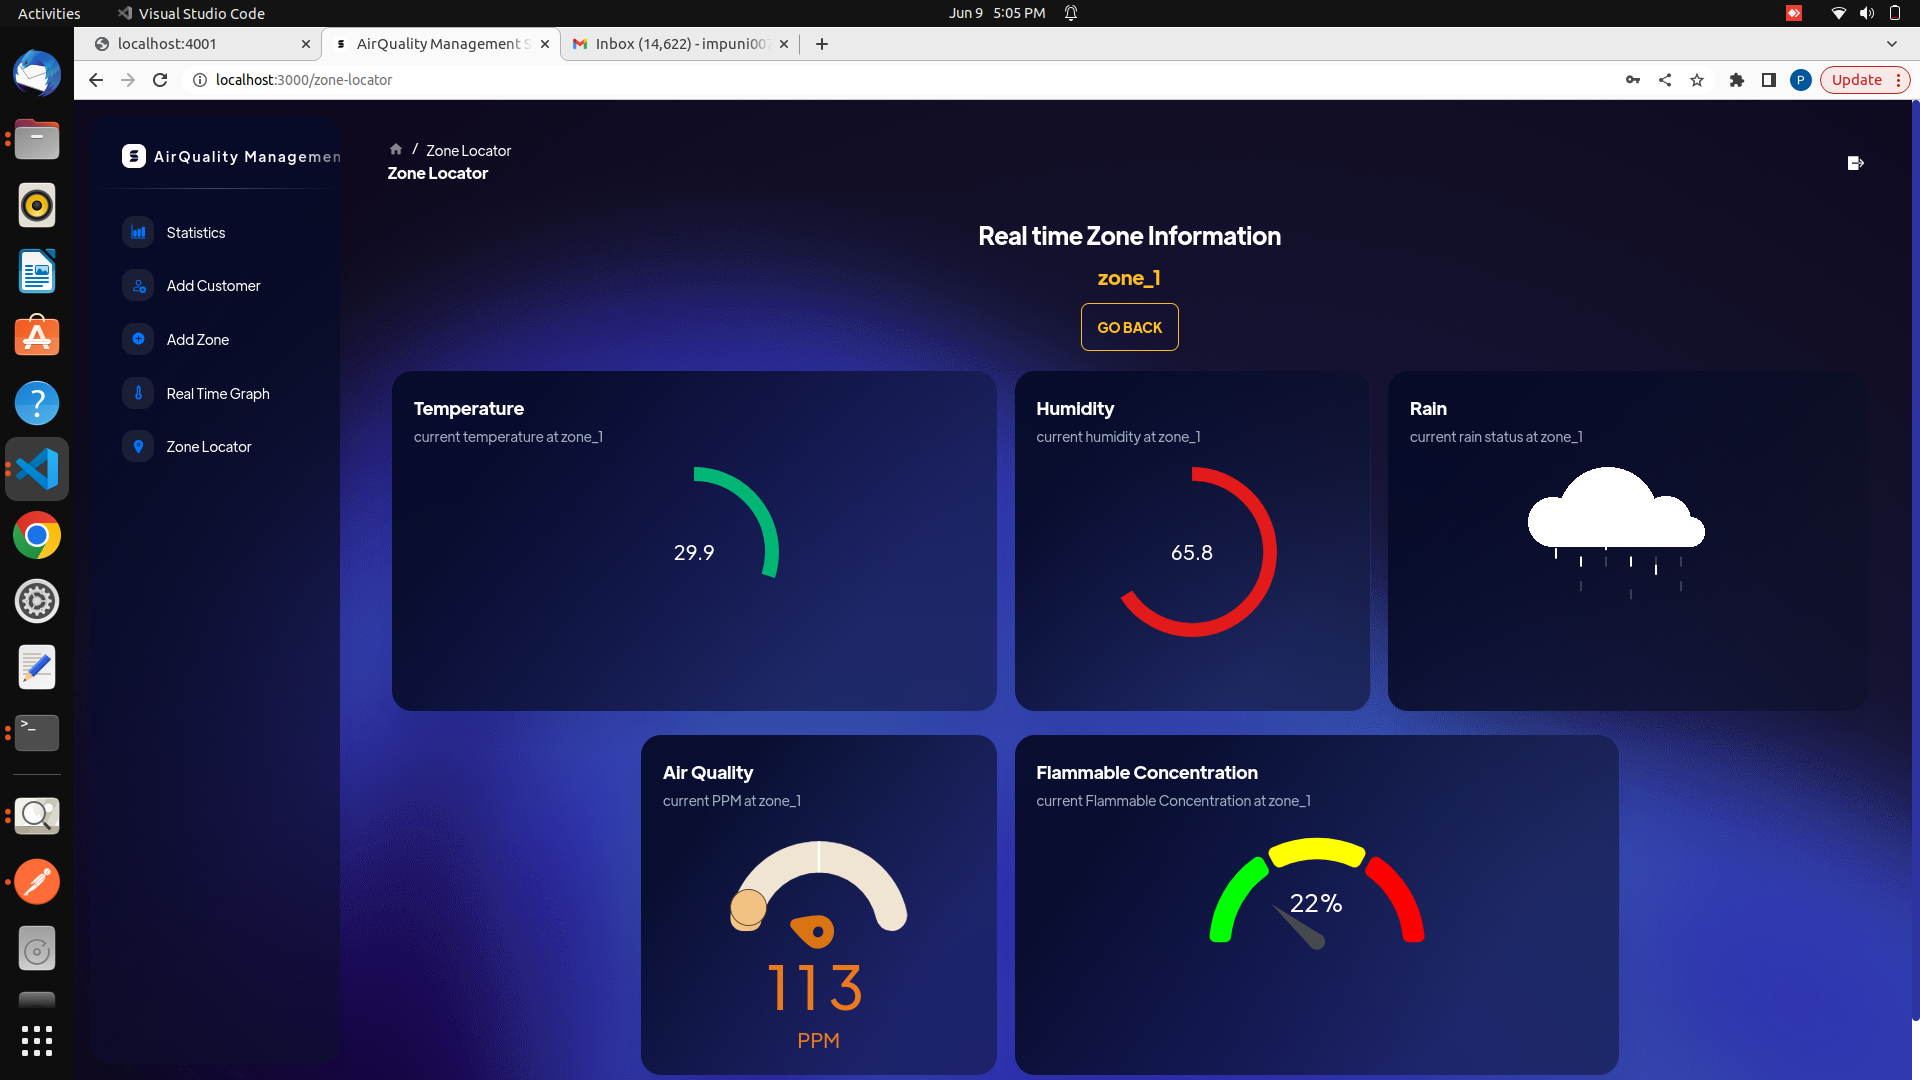 Activities
Visual Studio Code
Jun 9 5:05 PM
localhost:4001
AirQuality Management S
Inbox (14,622) - impuni007
localhost:3000/zone-locator
P
Update
AirQuality Managemen
/ Zone Locator
Zone Locator
Statistics
Add Customer
Add Zone
Real Time Graph
Zone Locator
Real time Zone Information
zone_1
GO BACK
Temperature
current temperature at zone_1
29.9
Humidity
current humidity at zone_1
65.8
Rain
current rain status at zone_1
Air Quality
current PPM at zone_1
113
PPM
Flammable Concentration
current Flammable Concentration at zone_1
22%